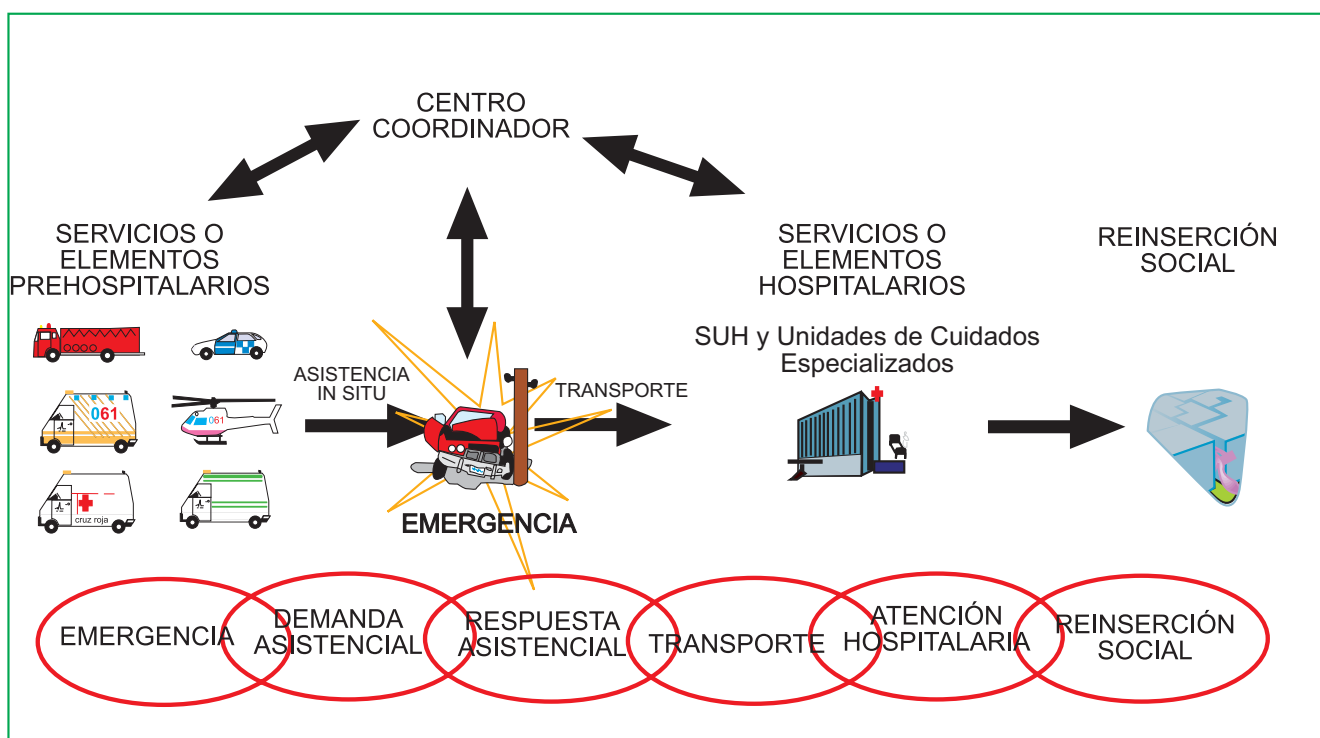 CENTRO
COORDINADOR
SERVICIOS O
ELEMENTOS
PREHOSPITALARIOS
SERVICIOS O
ELEMENTOS
HOSPITALARIOS
REINSERCIÓN
SOCIAL
SUH y Unidades de Cuidados
Especializados
ASISTENCIA
IN SITU
TRANSPORTE
061
061
cruz roja
EMERGENCIA
EMERGENCIA
DEMANDA
ASISTENCIAL
RESPUESTA
ASISTENCIAL
TRANSPORTE
ATENCIÓN
HOSPITALARIA
REINSERCIÓN
SOCIAL